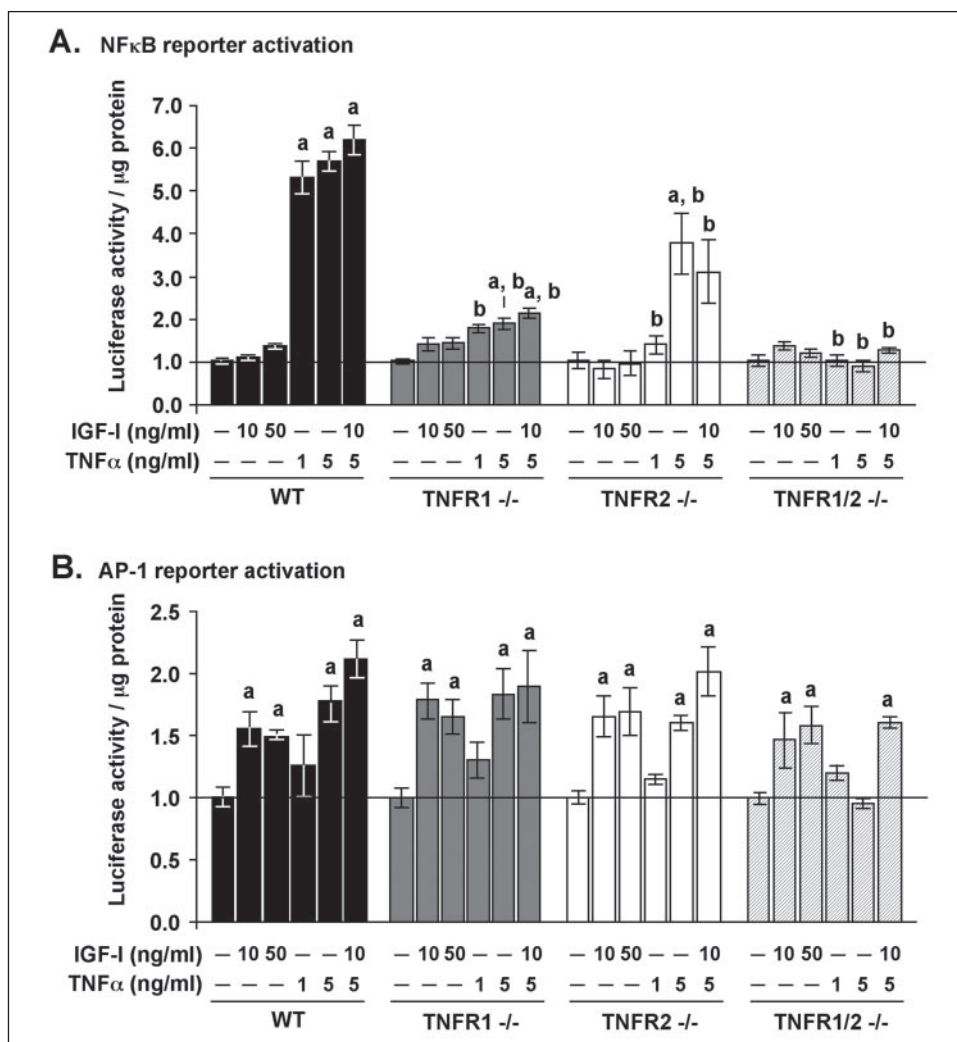 A. NFκB reporter activation
Luciferase activity / μg protein
7.0
6.0
5.0
4.0
3.0
2.0
1.0
0.0
a a a
b a, b a, b
b a, b b
b b b
IGF-I (ng/ml) – 10 50 – – 10 – 10 50 – – 10 – 10 50 – – 10 – 10 50 – – 10
TNFα (ng/ml) – – – 1 5 5 – – – 1 5 5 – – – 1 5 5 – – – 1 5 5
WT TNFR1 -/- TNFR2 -/- TNFR1/2 -/-
B. AP-1 reporter activation
Luciferase activity / μg protein
2.5
2.0
1.5
1.0
0.5
0.0
a a a a
a a a a
a a a a
a a a
IGF-I (ng/ml) – 10 50 – – 10 – 10 50 – – 10 – 10 50 – – 10 – 10 50 – – 10
TNFα (ng/ml) – – – 1 5 5 – – – 1 5 5 – – – 1 5 5 – – – 1 5 5
WT TNFR1 -/- TNFR2 -/- TNFR1/2 -/-